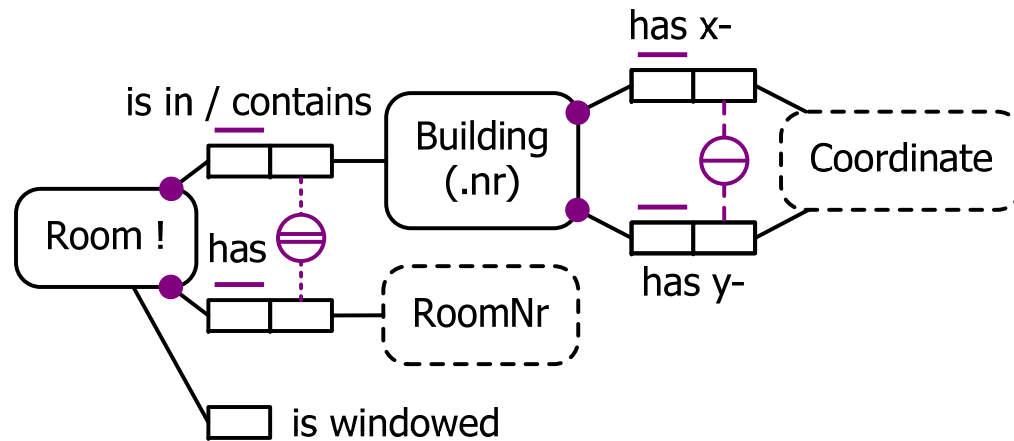 has x-
is in / contains
Building
(.nr)
Coordinate
Room !
has
has y-
RoomNr
is windowed